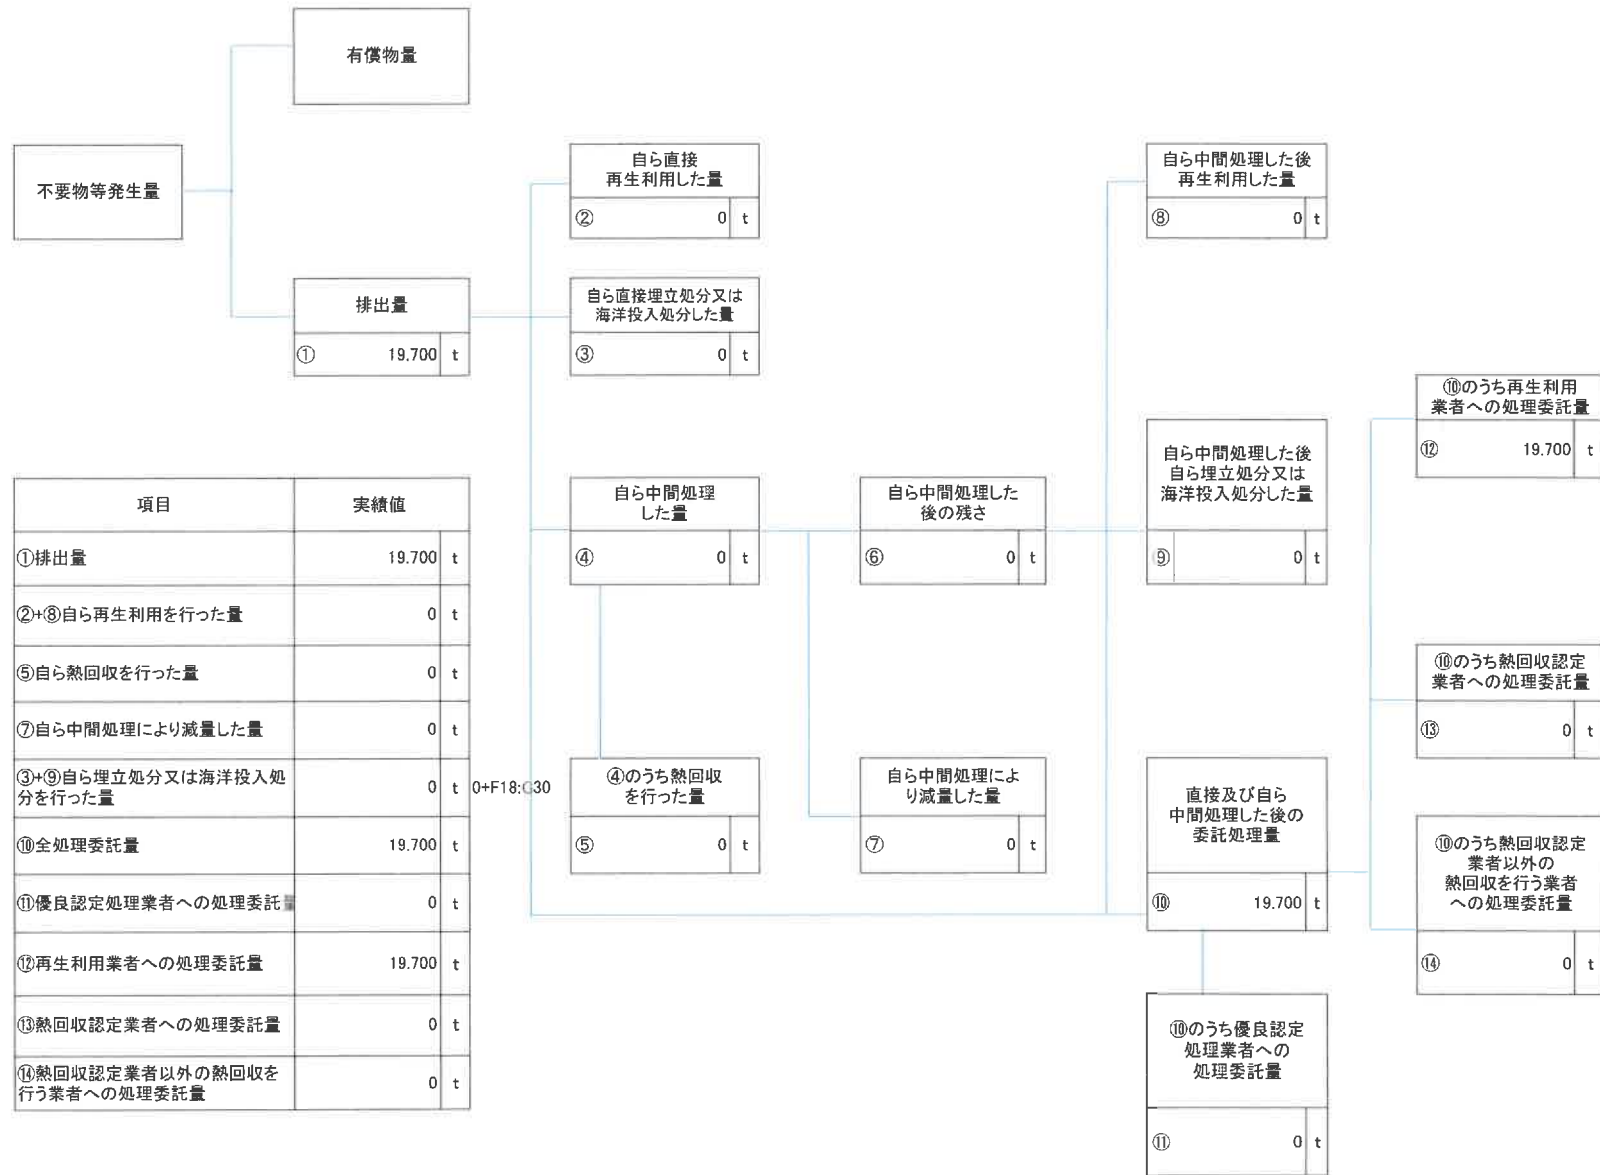 有償物量
不要物等発生量
排出量
① 19.700 t
自ら直接
再生利用した量
② 0 t
自ら直接埋立処分又は
海洋投入処分した量
③ 0 t
自ら中間処理
した量
④ 0 t
④のうち熱回収
を行った量
⑤ 0 t
自ら中間処理した
後の残さ
⑥ 0 t
自ら中間処理によ
り減量した量
⑦ 0 t
自ら中間処理した後
再生利用した量
⑧ 0 t
自ら中間処理した後
自ら埋立処分又は
海洋投入処分した量
⑨ 0 t
直接及び自ら
中間処理した後の
委託処理量
⑩ 19.700 t
⑩のうち優良認定
処理業者への
処理委託量
⑪ 0 t
⑩のうち再生利用
業者への処理委託量
⑫ 19.700 t
⑩のうち熱回収認定
業者への処理委託量
⑬ 0 t
⑩のうち熱回収認定
業者以外の
熱回収を行う業者
への処理委託量
⑭ 0 t
項目 実績値
①排出量 19.700 t
②+⑧自ら再生利用を行った量 0 t
⑤自ら熱回収を行った量 0 t
⑦自ら中間処理により減量した量 0 t
③+⑨自ら埋立処分又は海洋投入処
分を行った量 0 t 0+F18:G30
⑩全処理委託量 19.700 t
⑪優良認定処理業者への処理委託量 0 t
⑫再生利用業者への処理委託量 19.700 t
⑬熱回収認定業者への処理委託量 0 t
⑭熱回収認定業者以外の熱回収を
行う業者への処理委託量 0 t